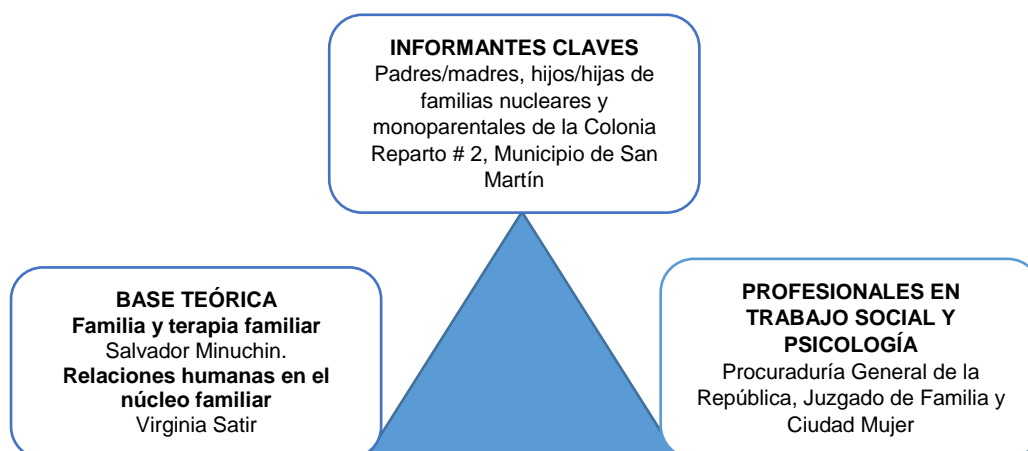 INFORMANTES CLAVES
Padres/madres, hijos/hijas de
familias nucleares y
monoparentales de la Colonia
Reparto # 2, Municipio de San
Martín
BASE TEÓRICA
Familia y terapia familiar
Salvador Minuchin.
Relaciones humanas en el
núcleo familiar
Virginia Satir
PROFESIONALES EN
TRABAJO SOCIAL Y
PSICOLOGÍA
Procuraduría General de la
República, Juzgado de Familia y
Ciudad Mujer